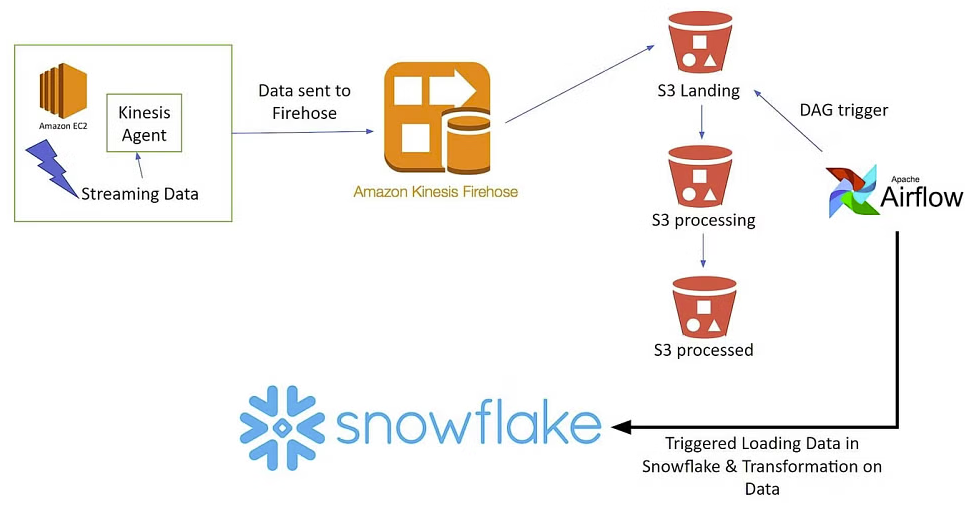 Amazon EC2
Kinesis
Agent
Streaming Data
Data sent to
Firehose
Amazon Kinesis Firehose
S3 Landing
DAG trigger
S3 processing
Apache
Airflow
S3 processed
snowflake
Triggered Loading Data in
Snowflake & Transformation on
Data